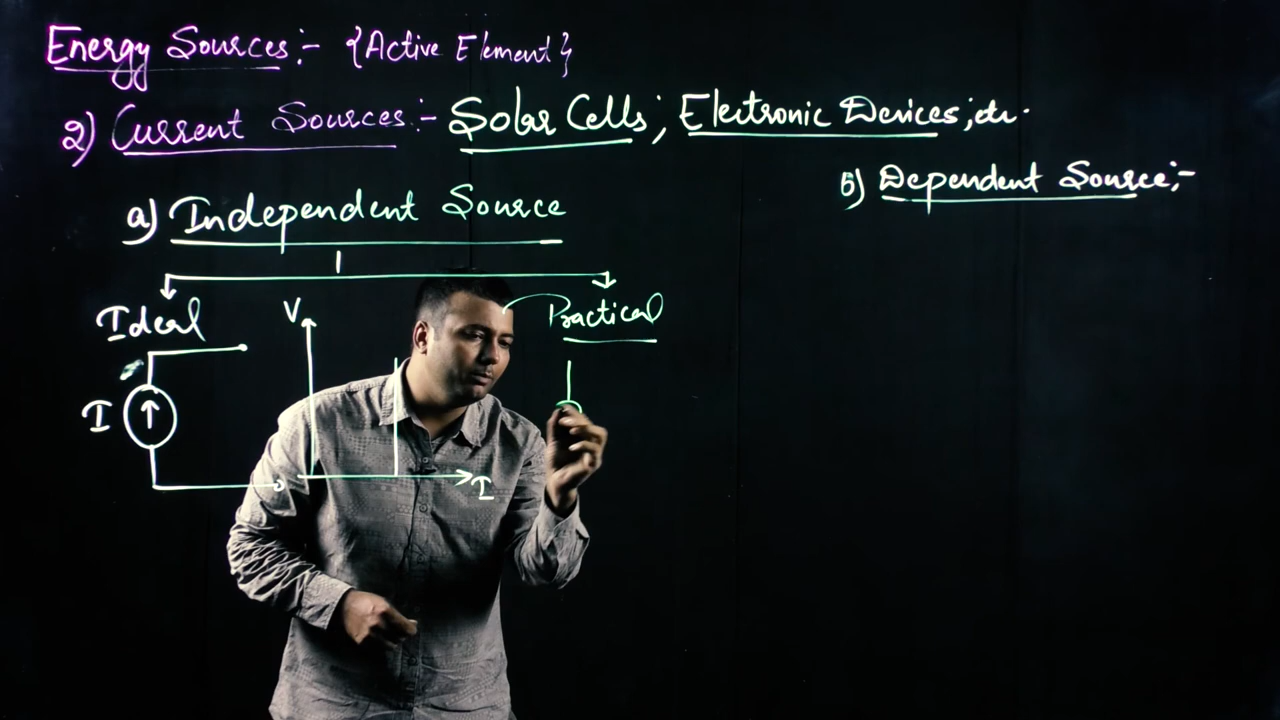 Energy Sources:- {Active Element}
2) Current Sources:- Solar Cells; Electronic Devices; etc.
b) Dependent Source:-
a) Independent Source
Ideal
Practical
V
I
I